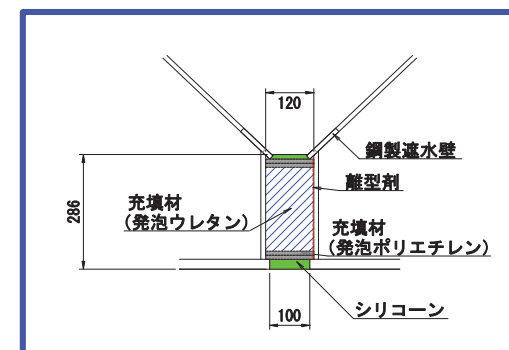 120
鋼製遮水壁
離型剤
286
充填材
(発泡ウレタン)
充填材
(発泡ポリエチレン)
シリコーン
100